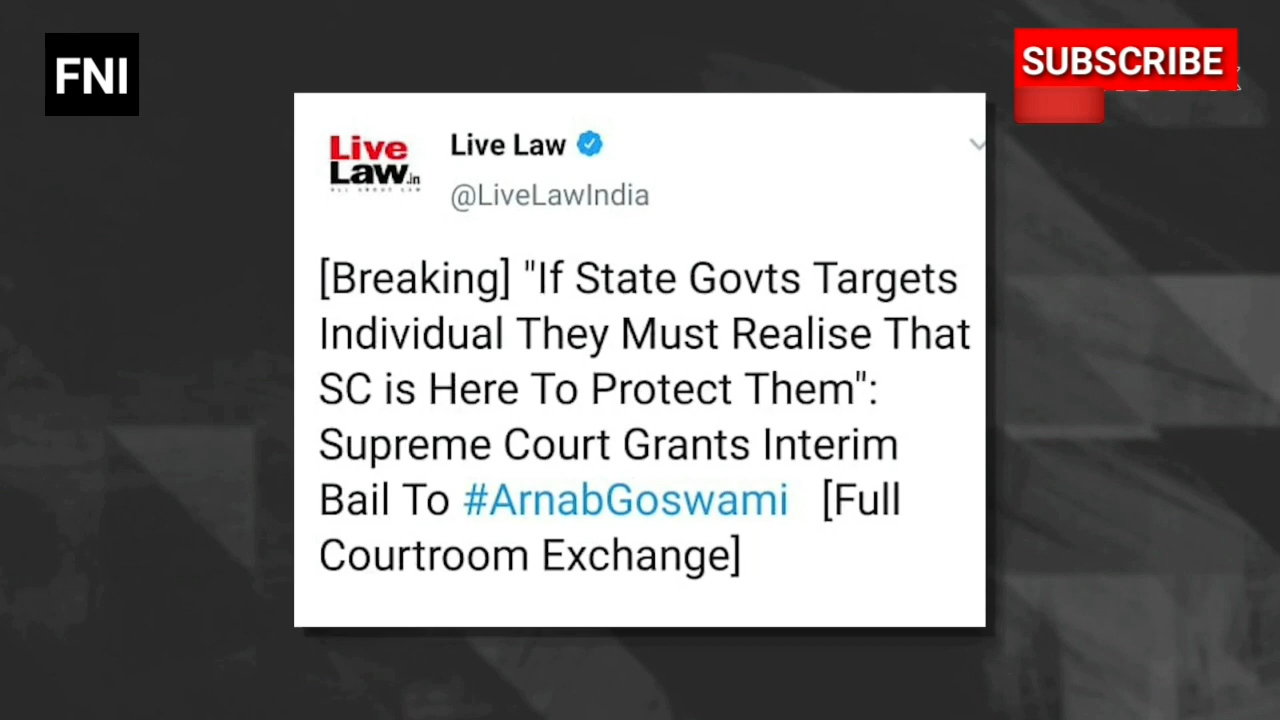 FNI
SUBSCRIBE
Live
Law.in
Live Law
@LiveLawIndia
[Breaking] "If State Govts Targets
Individual They Must Realise That
SC is Here To Protect Them":
Supreme Court Grants Interim
Bail To #ArnabGoswami [Full
Courtroom Exchange]